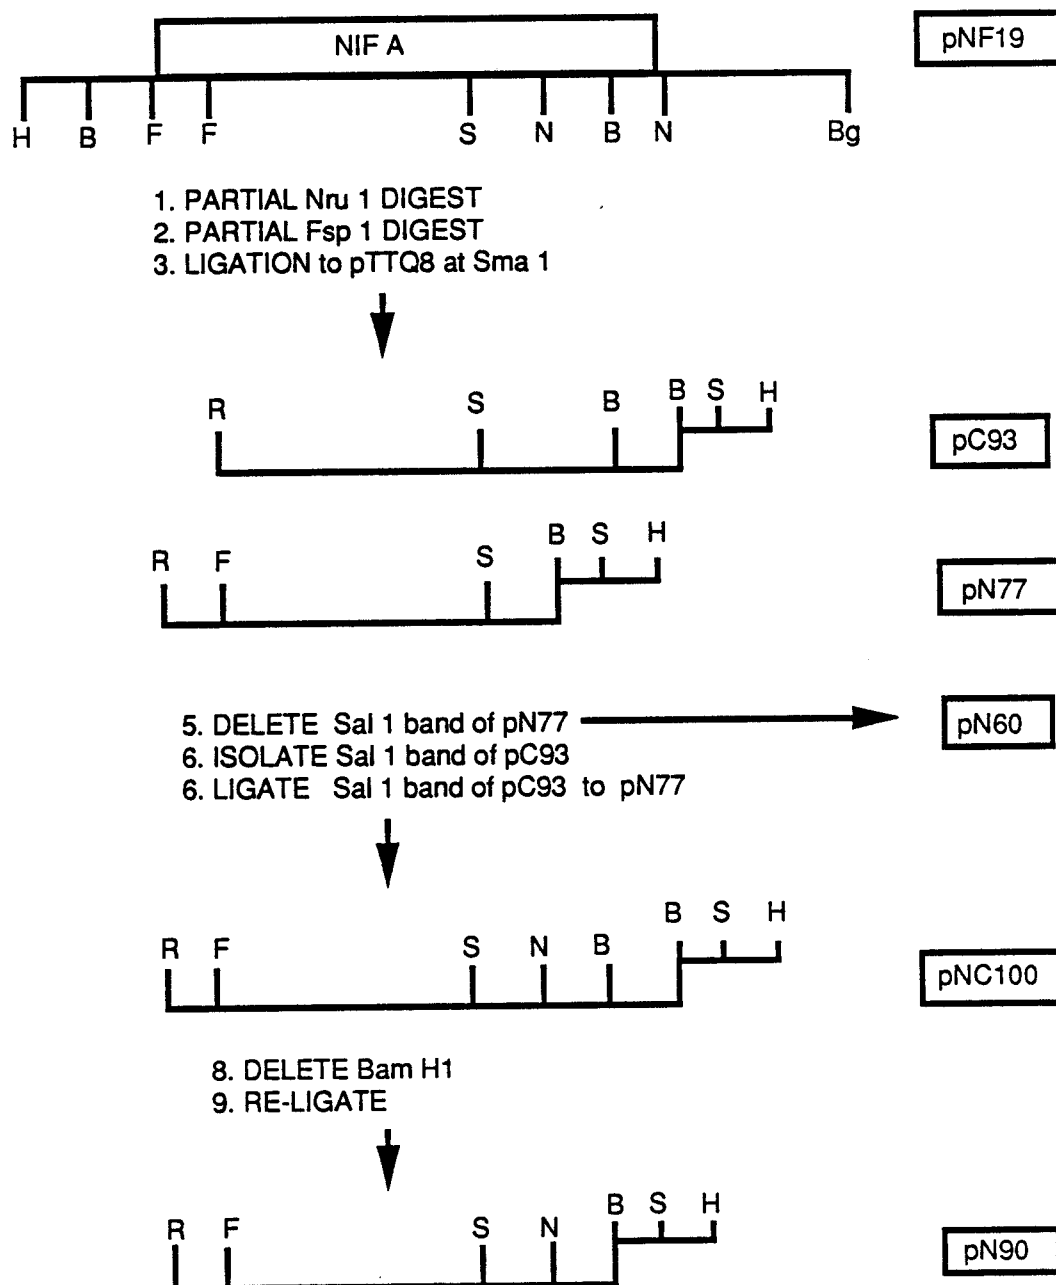 NIF A
pNF19
H B F F S N B N Bg
1. PARTIAL Nru 1 DIGEST
2. PARTIAL Fsp 1 DIGEST
3. LIGATION to pTTQ8 at Sma 1
R S B B S H
pC93
R F S B S H
pN77
5. DELETE Sal 1 band of pN77
pN60
6. ISOLATE Sal 1 band of pC93
6. LIGATE Sal 1 band of pC93 to pN77
R F S N B B S H
pNC100
8. DELETE Bam H1
9. RE-LIGATE
R F S N B S H
pN90